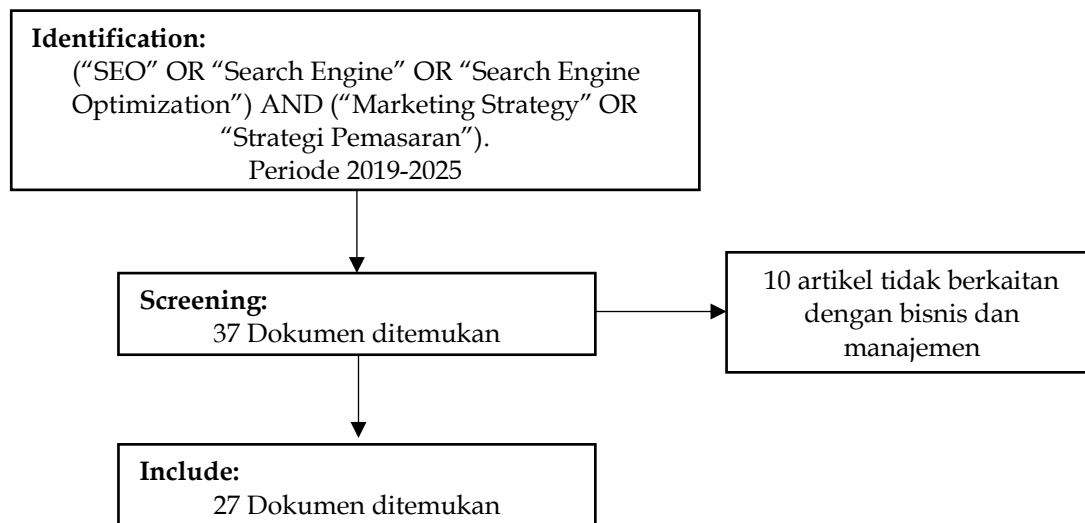 Identification:
(“SEO” OR “Search Engine” OR “Search Engine
Optimization”) AND (“Marketing Strategy” OR
“Strategi Pemasaran”).
Periode 2019-2025
Screening:
37 Dokumen ditemukan
10 artikel tidak berkaitan
dengan bisnis dan
manajemen
Include:
27 Dokumen ditemukan